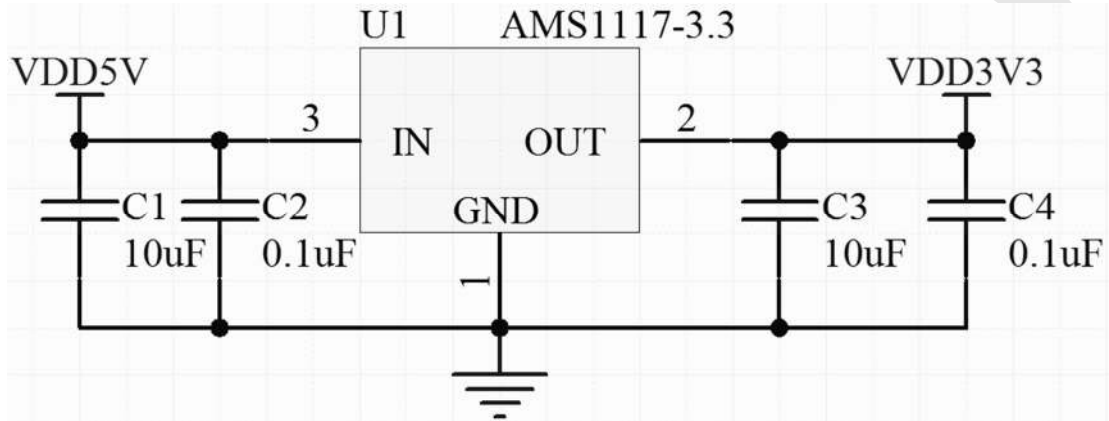 U1 AMS1117-3.3
VDD5V VDD3V3
3 IN OUT 2
GND
C1 C2 C3 C4
10uF 0.1uF 10uF 0.1uF
1